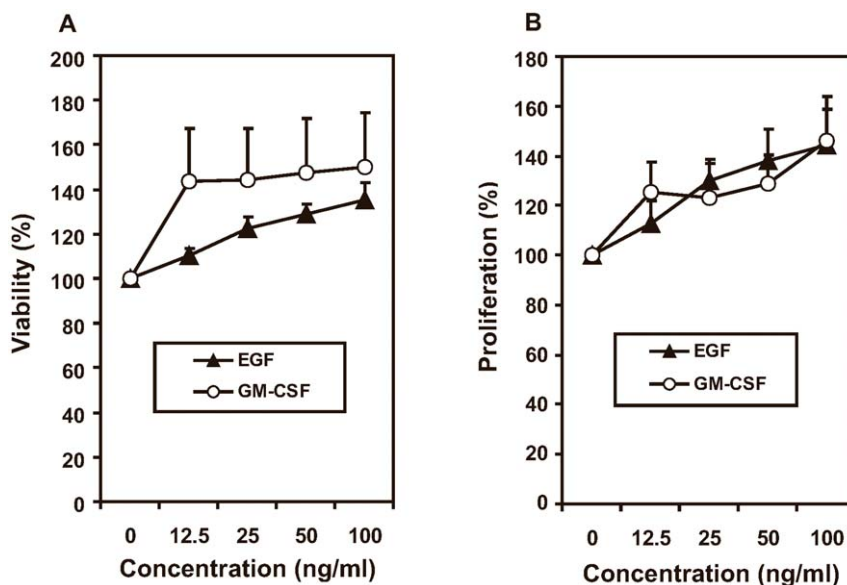 A
200
180
160
140
120
100
80
60
40
20
0
Viability (%)
EGF
GM-CSF
0 12.5 25 50 100
Concentration (ng/ml)
B
180
160
140
120
100
80
60
40
20
0
Proliferation (%)
EGF
GM-CSF
0 12.5 25 50 100
Concentration (ng/ml)